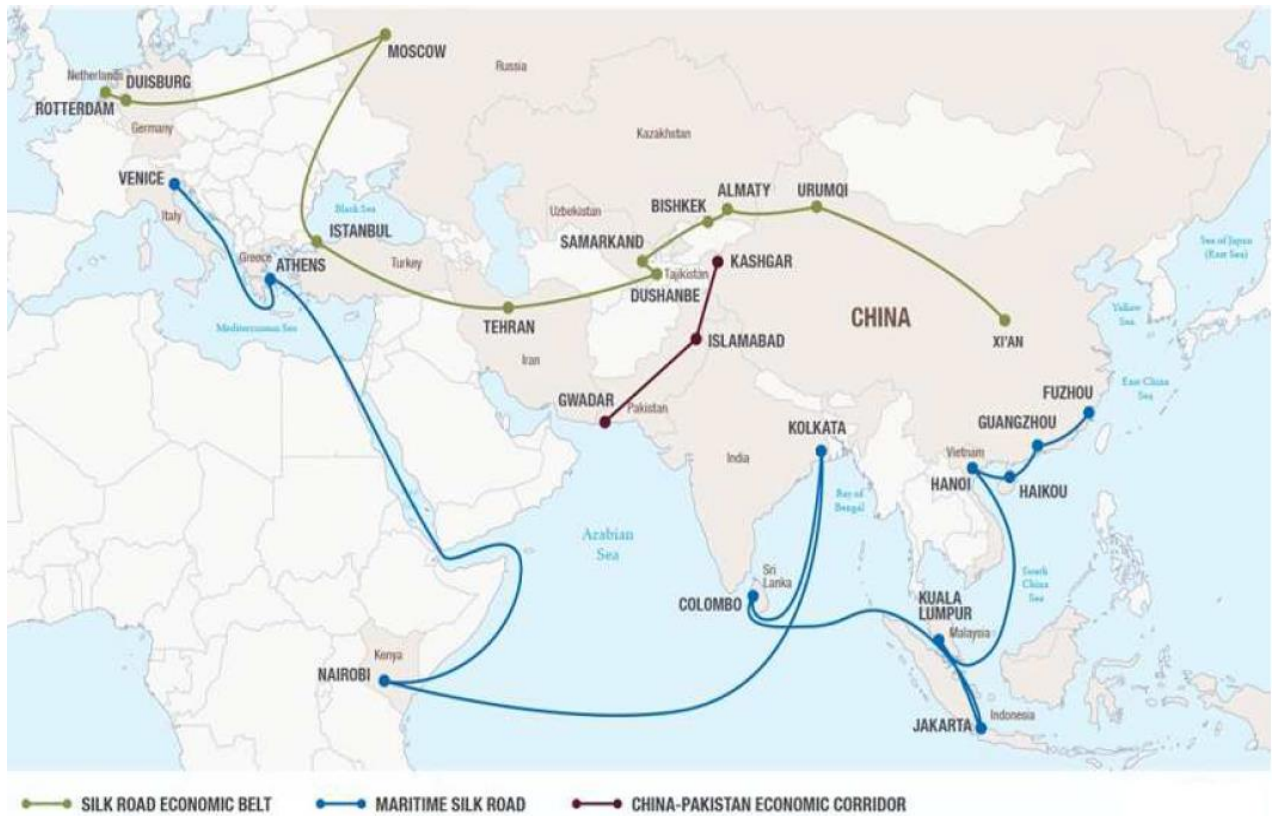 MOSCOW
Russia
Netherlands
DUISBURG
ROTTERDAM
Germany
Kazakhstan
VENICE
ALMATY
URUMQI
BISHKEK
Black Sea
Uzbekistan
Italy
ISTANBUL
SAMARKAND
Sea of Japan
(East Sea)
Greece
ATHENS
Turkey
KASHGAR
Tajikistan
DUSHANBE
Yellow
Sea
CHINA
TEHRAN
Mediterranean Sea
ISLAMABAD
XI'AN
Iran
East China
Sea
FUZHOU
GWADAR
Pakistan
GUANGZHOU
KOLKATA
India
Vietnam
HANOI
HAIKOU
Bay of
Bengal
Arabian
Sea
Sri
Lanka
South
China
Sea
COLOMBO
KUALA
LUMPUR
Malaysia
Kenya
NAIROBI
Indonesia
JAKARTA
SILK ROAD ECONOMIC BELT
MARITIME SILK ROAD
CHINA-PAKISTAN ECONOMIC CORRIDOR